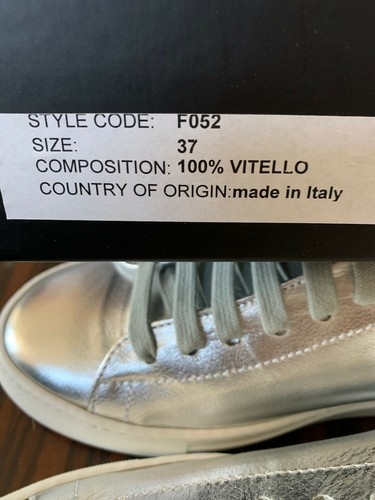 STYLE CODE: F052
SIZE: 37
COMPOSITION: 100% VITELLO
COUNTRY OF ORIGIN:made in Italy